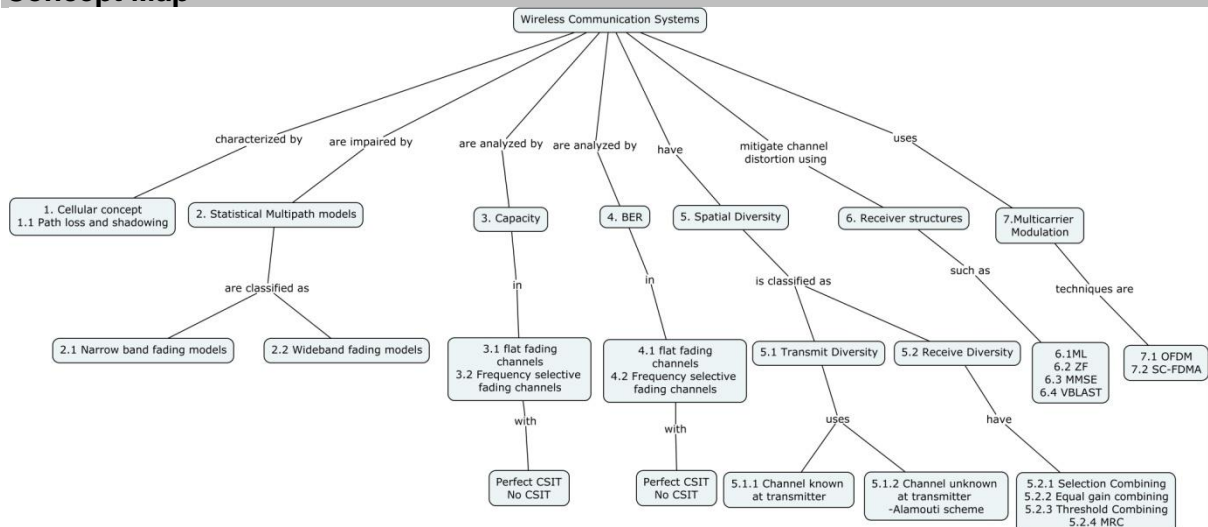 Concept Map
Wireless Communication Systems
characterized by
are impaired by
are analyzed by
are analyzed by
have
mitigate channel
distortion using
uses
1. Cellular concept
1.1 Path loss and shadowing
2. Statistical Multipath models
3. Capacity
4. BER
5. Spatial Diversity
6. Receiver structures
7.Multicarrier
Modulation
are classified as
in
in
is classified as
such as
techniques are
2.1 Narrow band fading models
2.2 Wideband fading models
3.1 flat fading
channels
3.2 Frequency selective
fading channels
4.1 flat fading
channels
4.2 Frequency selective
fading channels
5.1 Transmit Diversity
5.2 Receive Diversity
6.1ML
6.2 ZF
6.3 MMSE
6.4 VBLAST
7.1 OFDM
7.2 SC-FDMA
with
with
uses
have
Perfect CSIT
No CSIT
Perfect CSIT
No CSIT
5.1.1 Channel known
at transmitter
5.1.2 Channel unknown
at transmitter
-Alamouti scheme
5.2.1 Selection Combining
5.2.2 Equal gain combining
5.2.3 Threshold Combining
5.2.4 MRC